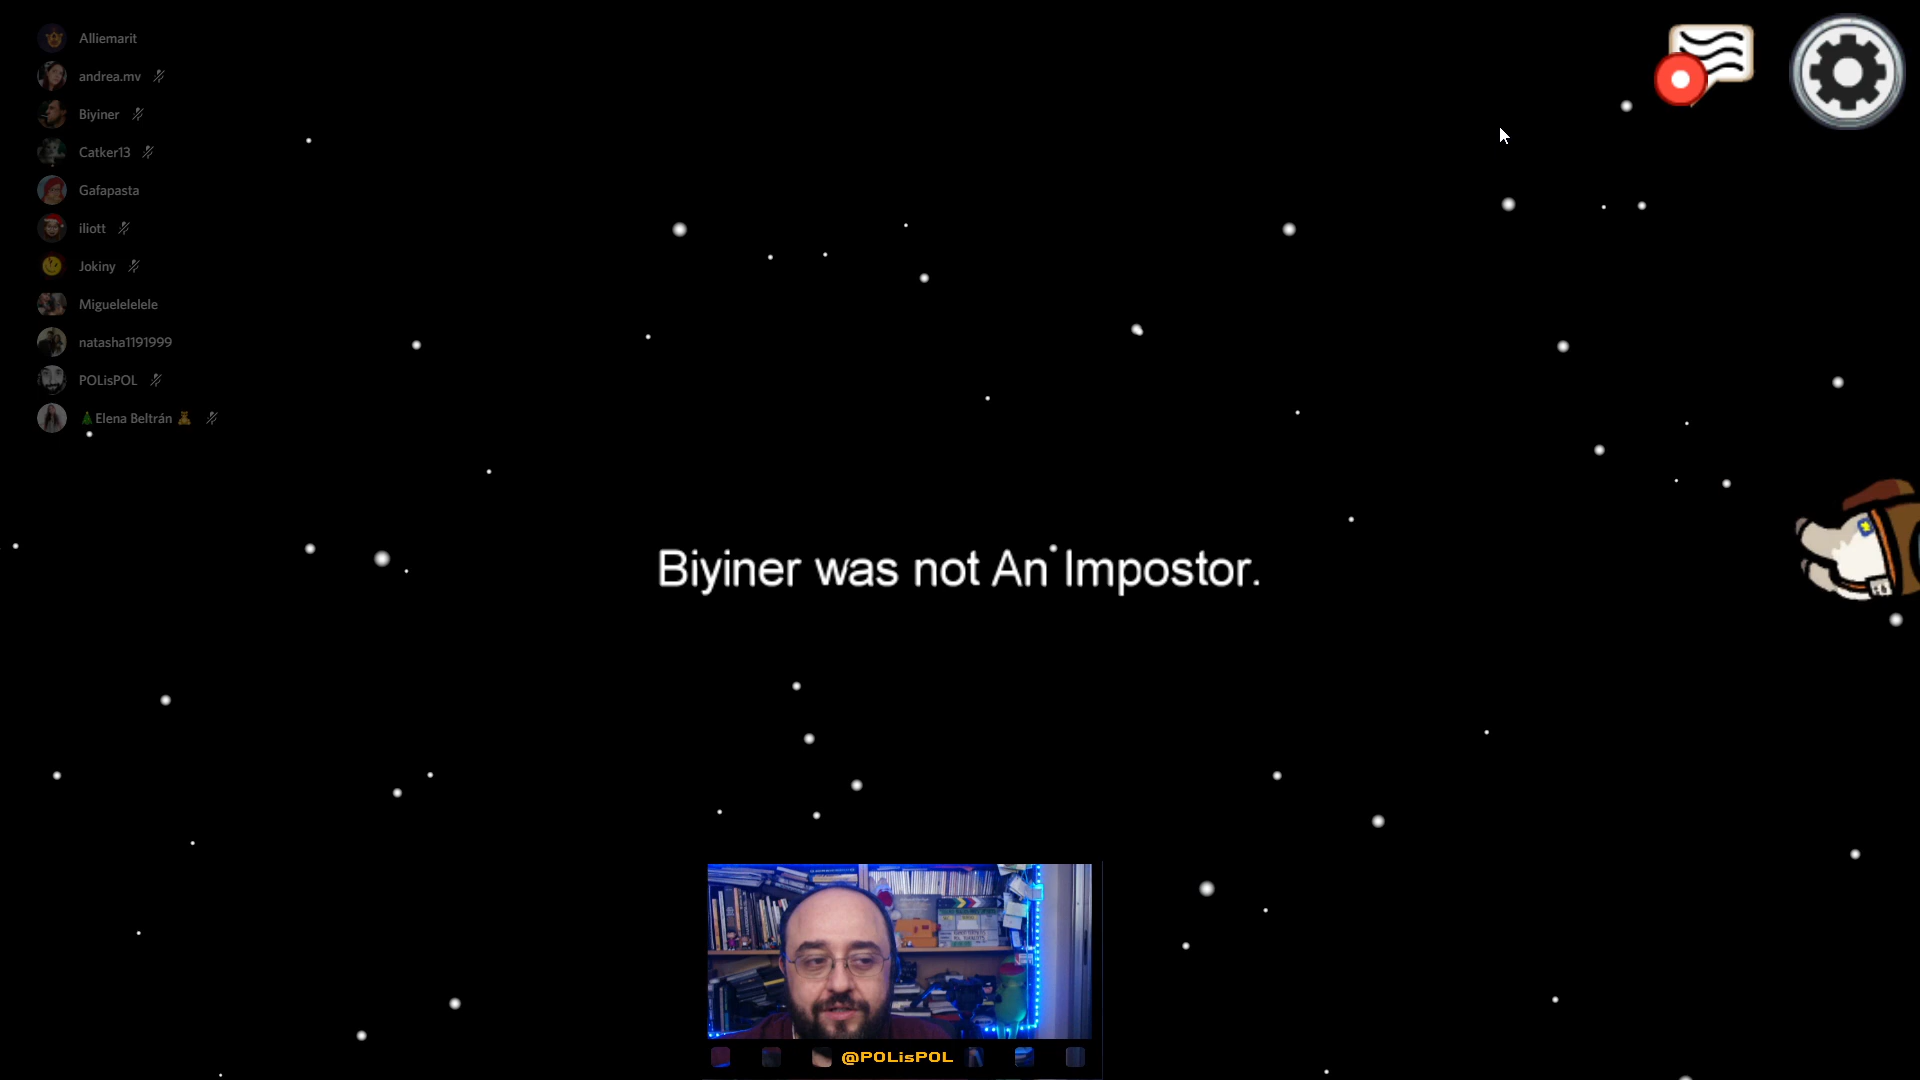 Alliemarit
andrea.mv
Biyiner
Catker13
Gafapasta
iliott
Jokiny
Miguelelelele
natasha1191999
POLisPOL
🎄Elena Beltrán 🧸
Biyiner was not An Impostor.
@POLisPOL